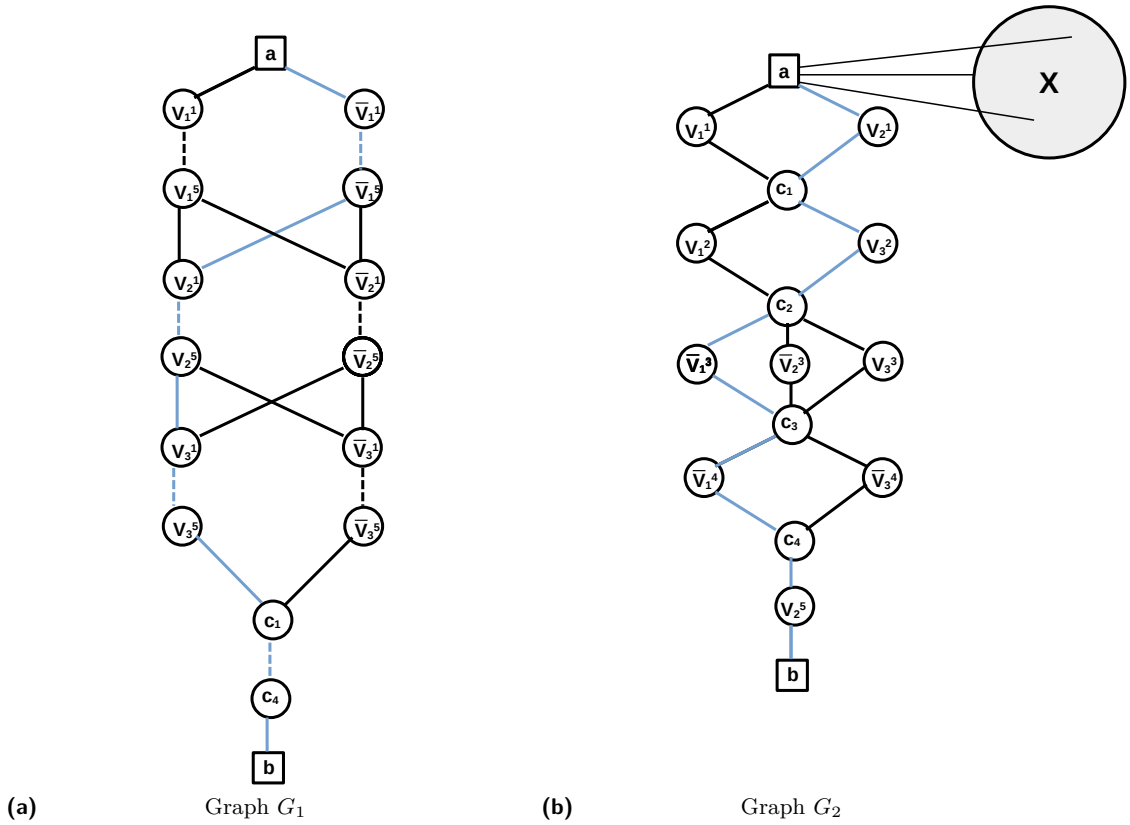 a
V₁¹ V̅₁¹
V₁⁵ V̅₁⁵
V₂¹ V̅₂¹
V₂⁵ V̅₂⁵
V₃¹ V̅₃¹
V₃⁵ V̅₃⁵
c₁
c₄
b
(a) Graph G₁
a X
V₁¹ V₂¹
c₁
V₁² V₃²
c₂
V̅₁³ V̅₂³ V₃³
c₃
V̅₁⁴ V̅₃⁴
c₄
V₂⁵
b
(b) Graph G₂